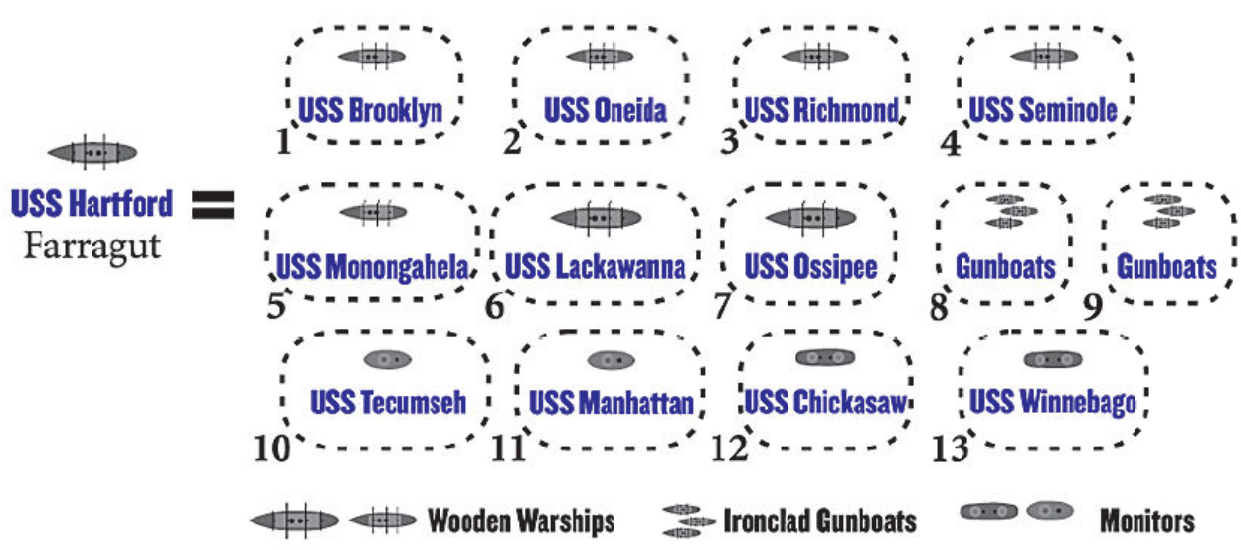 USS Brooklyn
1
USS Oneida
2
USS Richmond
3
USS Seminole
4
USS Hartford
Farragut
=
USS Monongahela
5
USS Lackawanna
6
USS Ossipee
7
Gunboats
8
Gunboats
9
USS Tecumseh
10
USS Manhattan
11
USS Chickasaw
12
USS Winnebago
13
Wooden Warships
Ironclad Gunboats
Monitors